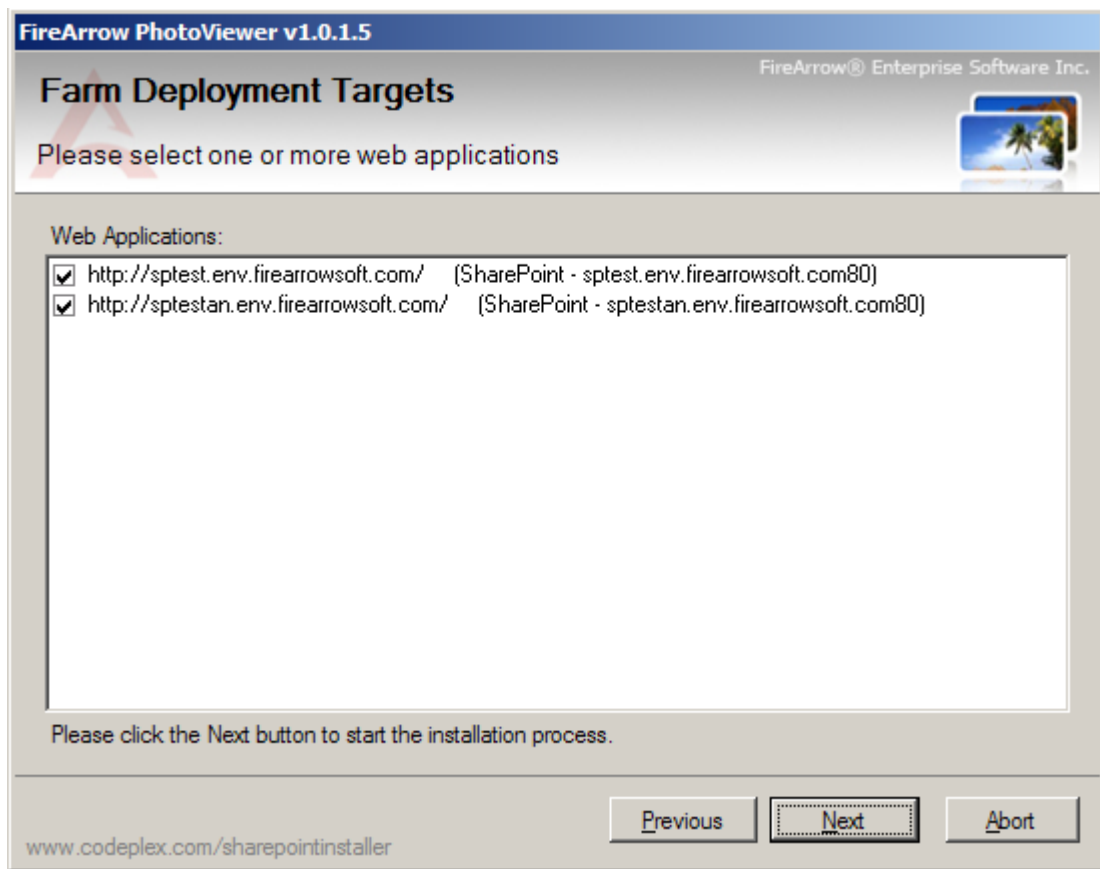 FireArrow PhotoViewer v1.0.1.5
FireArrow® Enterprise Software Inc.
Farm Deployment Targets
Please select one or more web applications
Web Applications:
http://sptest.env.firearrowsoft.com/ (SharePoint - sptest.env.firearrowsoft.com80)
http://sptestan.env.firearrowsoft.com/ (SharePoint - sptestan.env.firearrowsoft.com80)
Please click the Next button to start the installation process.
Previous Next Abort
www.codeplex.com/sharepointinstaller